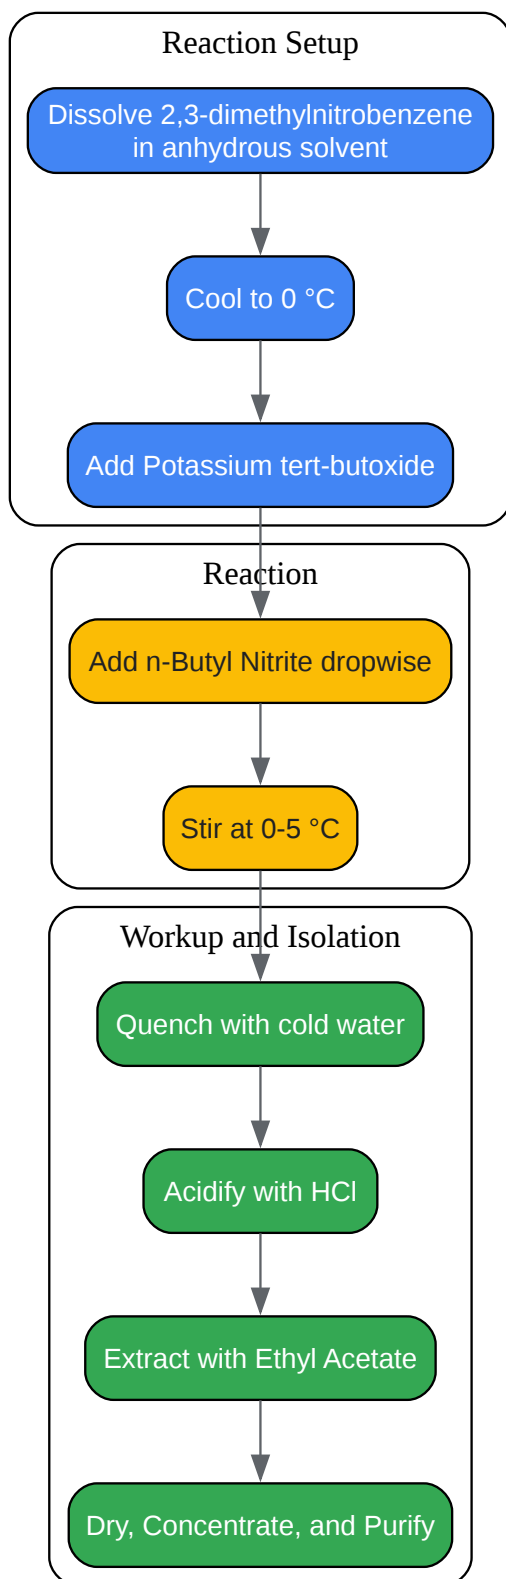 Reaction Setup
Dissolve 2,3-dimethylnitrobenzene
in anhydrous solvent
Cool to 0 °C
Add Potassium tert-butoxide
Reaction
Add n-Butyl Nitrite dropwise
Stir at 0-5 °C
Workup and Isolation
Quench with cold water
Acidify with HCl
Extract with Ethyl Acetate
Dry, Concentrate, and Purify